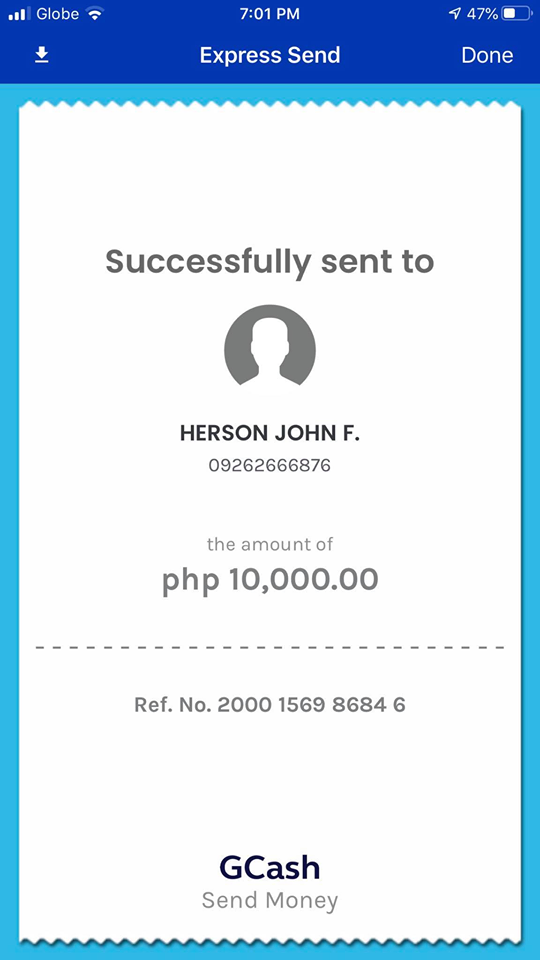 Globe 7:01 PM 47%
Express Send Done
Successfully sent to
HERSON JOHN F.
09262666876
the amount of
php 10,000.00
Ref. No. 2000 1569 8684 6
GCash
Send Money